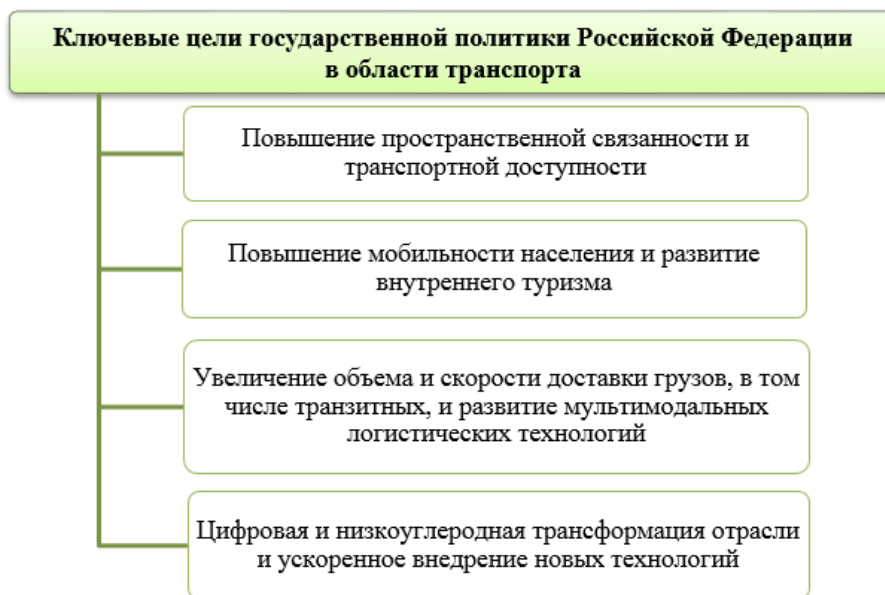 Ключевые цели государственной политики Российской Федерации
в области транспорта
Повышение пространственной связанности и
транспортной доступности
Повышение мобильности населения и развитие
внутреннего туризма
Увеличение объема и скорости доставки грузов, в том
числе транзитных, и развитие мультимодальных
логистических технологий
Цифровая и низкоуглеродная трансформация отрасли
и ускоренное внедрение новых технологий